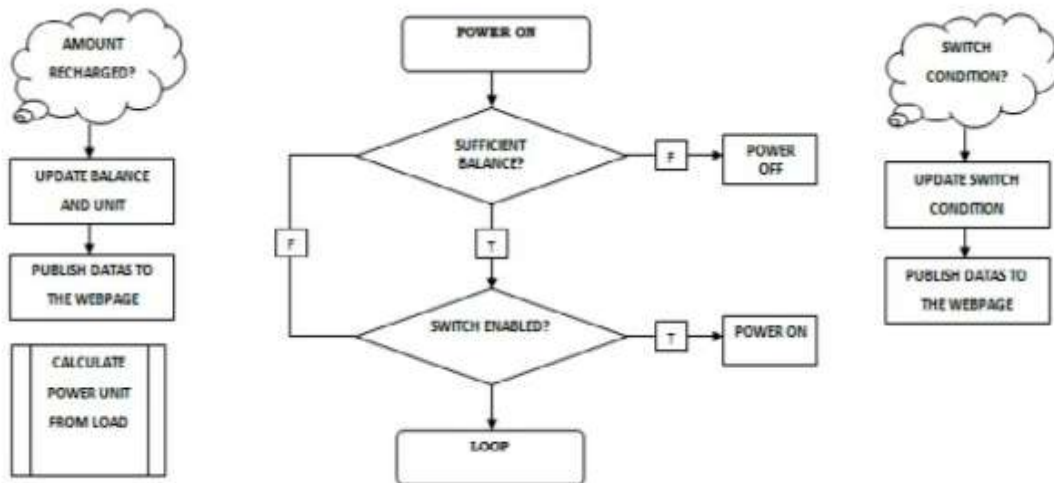 AMOUNT
RECHARGED?
UPDATE BALANCE
AND UNIT
PUBLISH DATAS TO
THE WEBPAGE
CALCULATE
POWER UNIT
FROM LOAD
POWER ON
SUFFICIENT
BALANCE?
F
POWER
OFF
F
T
SWITCH ENABLED?
T
POWER ON
LOOP
SWITCH
CONDITION?
UPDATE SWITCH
CONDITION
PUBLISH DATAS TO
THE WEBPAGE